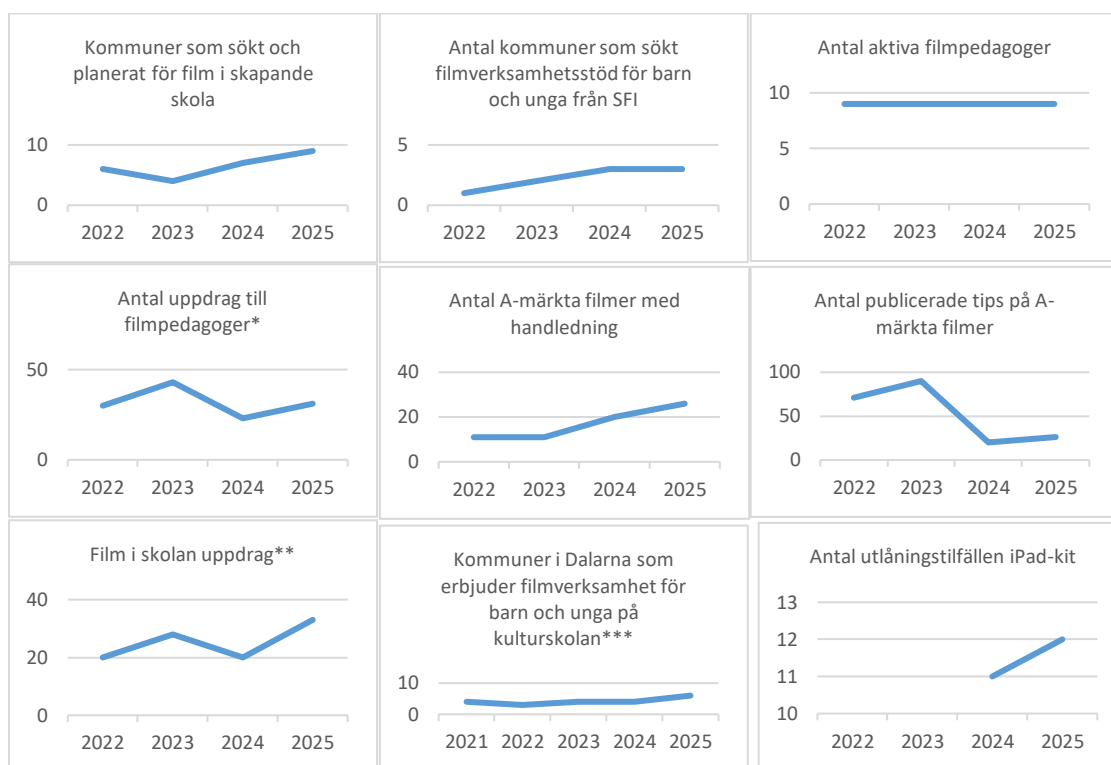 Kommuner som sökt och
planerat för film i skapande
skola
10
0
2022 2023 2024 2025
Antal kommuner som sökt
filmverksamhetsstöd för barn
och unga från SFI
5
0
2022 2023 2024 2025
Antal aktiva filmpedagoger
10
5
0
2022 2023 2024 2025
Antal uppdrag till
filmpedagoger*
50
0
2022 2023 2024 2025
Antal A-märkta filmer med
handledning
40
20
0
2022 2023 2024 2025
Antal publicerade tips på A-
märkta filmer
100
50
0
2022 2023 2024 2025
Film i skolan uppdrag**
40
20
0
2022 2023 2024 2025
Kommuner i Dalarna som
erbjuder filmverksamhet för
barn och unga på
kulturskolan***
10
0
2021 2022 2023 2024 2025
Antal utlåningstillfällen iPad-kit
13
12
11
10
2022 2023 2024 2025